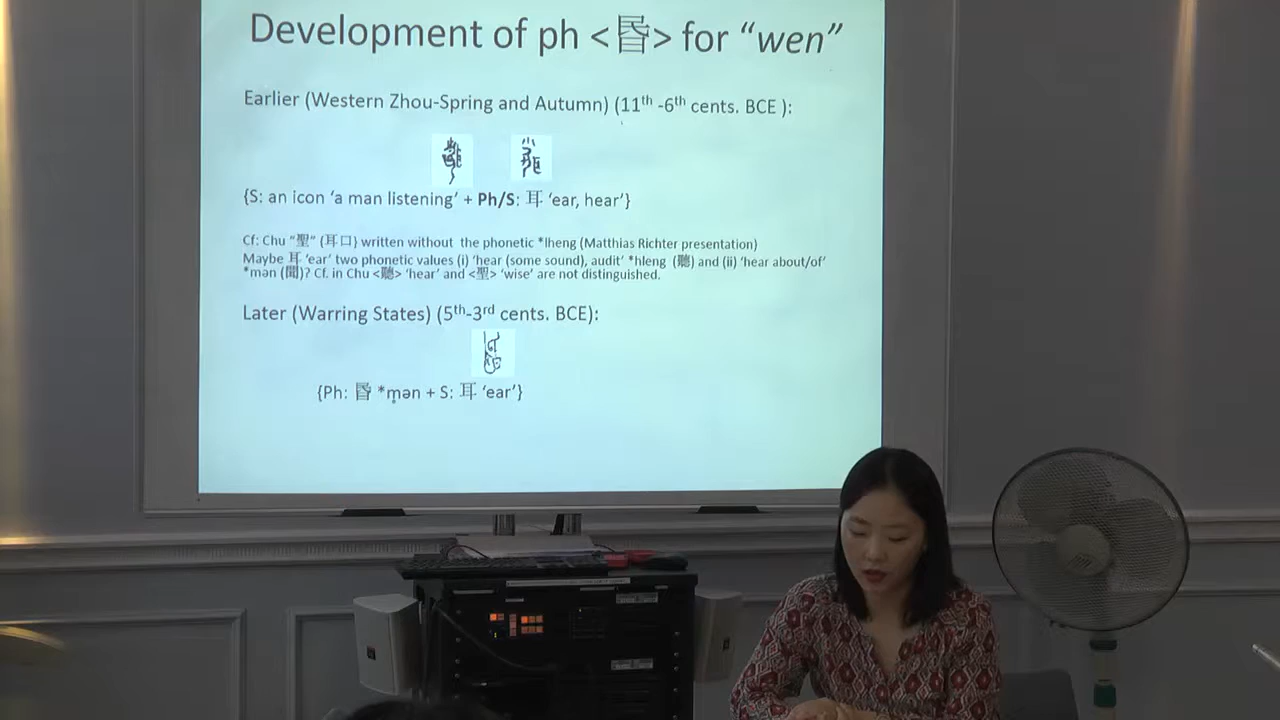 Development of ph <昬> for “wen”
Earlier (Western Zhou-Spring and Autumn) (11th -6th cents. BCE ):
{S: an icon ‘a man listening’ + Ph/S: 耳 ‘ear, hear’}
Cf: Chu “聖” {耳口} written without the phonetic *lheng (Matthias Richter presentation)
Maybe 耳 ‘ear’ two phonetic values (i) ‘hear (some sound), audit’ *hleng (聽) and (ii) ‘hear about/of’
*mən (聞)? Cf. in Chu <聽> ‘hear’ and <聖> ‘wise’ are not distinguished.
Later (Warring States) (5th-3rd cents. BCE):
{Ph: 昬 *m̥ən + S: 耳 ‘ear’}